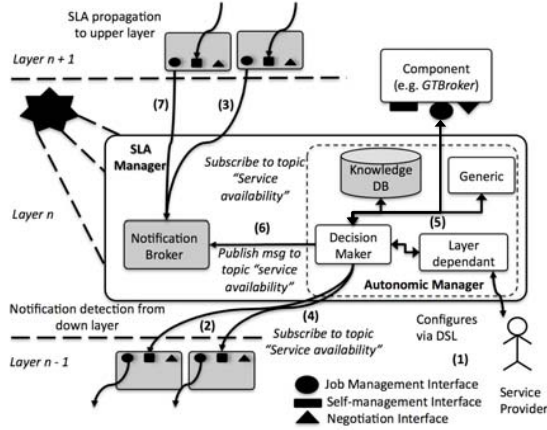 SLA propagation
to upper layer
Layer n + 1
(7)
(3)
Component
(e.g. GTBroker)
SLA
Manager
Subscribe to topic
"Service
availability"
Knowledge
DB
Generic
Layer n
(6)
(5)
Notification
Broker
Decision
Maker
Layer
dependant
Publish msg to
topic "service
availability"
Autonomic Manager
Notification detection from
down layer
(2)
(4)
Subscribe to topic
"Service availability"
Configures
via DSL
(1)
Layer n - 1
Job Management Interface
Self-management Interface
Negotiation Interface
Service
Provider